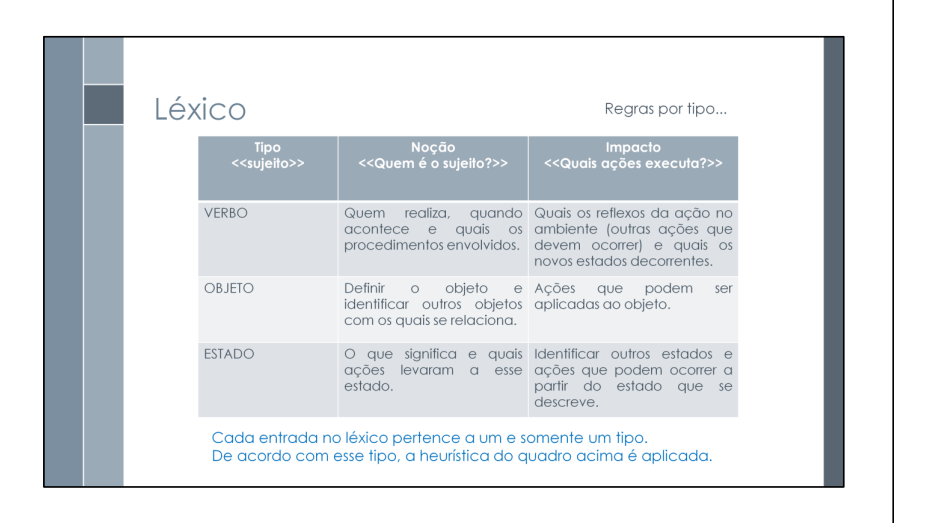 Léxico
Regras por tipo...
Tipo
<<sujeito>>
Noção
<<Quem é o sujeito?>>
Impacto
<<Quais ações executa?>>
VERBO
Quem realiza, quando
acontece e quais os
procedimentos envolvidos.
Quais os reflexos da ação no
ambiente (outras ações que
devem ocorrer) e quais os
novos estados decorrentes.
OBJETO
Definir o objeto e
identificar outros objetos
com os quais se relaciona.
Ações que podem ser
aplicadas ao objeto.
ESTADO
O que significa e quais
ações levaram a esse
estado.
Identificar outros estados e
ações que podem ocorrer a
partir do estado que se
descreve.
Cada entrada no léxico pertence a um e somente um tipo.
De acordo com esse tipo, a heurística do quadro acima é aplicada.